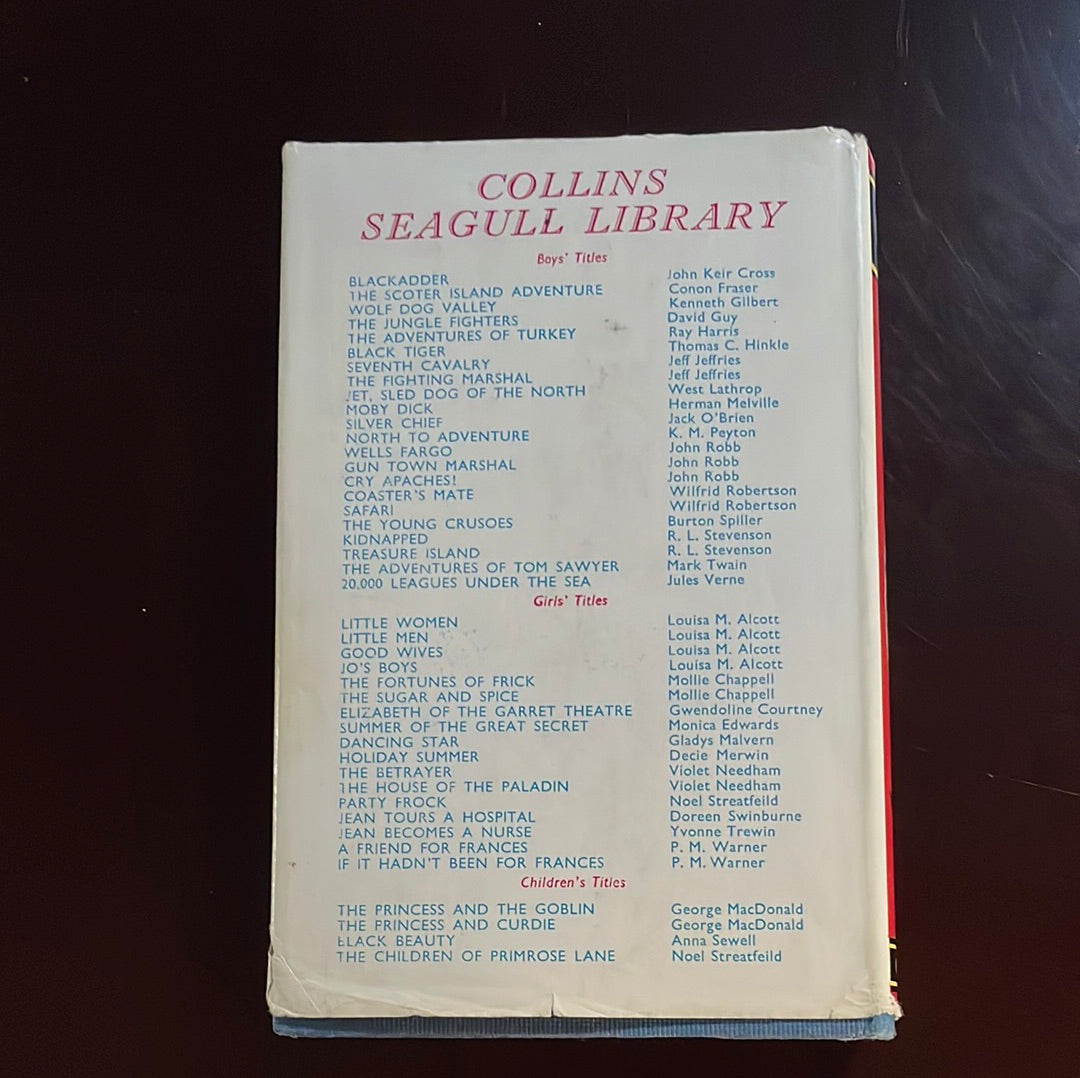 COLLINS
SEAGULL LIBRARY
Boys' Titles
BLACKADDER John Keir Cross
THE SCOTER ISLAND ADVENTURE Conon Fraser
WOLF DOG VALLEY Kenneth Gilbert
THE JUNGLE FIGHTERS David Guy
THE ADVENTURES OF TURKEY Ray Harris
BLACK TIGER Thomas C. Hinkle
SEVENTH CAVALRY Jeff Jeffries
THE FIGHTING MARSHAL Jeff Jeffries
JET, SLED DOG OF THE NORTH West Lathrop
MOBY DICK Herman Melville
SILVER CHIEF Jack O'Brien
NORTH TO ADVENTURE K. M. Peyton
WELLS FARGO John Robb
GUN TOWN MARSHAL John Robb
CRY APACHES! John Robb
COASTER'S MATE Wilfrid Robertson
SAFARI Wilfrid Robertson
THE YOUNG CRUSOES Burton Spiller
KIDNAPPED R. L. Stevenson
TREASURE ISLAND R. L. Stevenson
THE ADVENTURES OF TOM SAWYER Mark Twain
20,000 LEAGUES UNDER THE SEA Jules Verne
Girls' Titles
LITTLE WOMEN Louisa M. Alcott
LITTLE MEN Louisa M. Alcott
GOOD WIVES Louisa M. Alcott
JO'S BOYS Louisa M. Alcott
THE FORTUNES OF FRICK Mollie Chappell
THE SUGAR AND SPICE Mollie Chappell
ELIZABETH OF THE GARRET THEATRE Gwendoline Courtney
SUMMER OF THE GREAT SECRET Monica Edwards
DANCING STAR Gladys Malvern
HOLIDAY SUMMER Decie Merwin
THE BETRAYER Violet Needham
THE HOUSE OF THE PALADIN Violet Needham
PARTY FROCK Noel Streatfeild
JEAN TOURS A HOSPITAL Doreen Swinburne
JEAN BECOMES A NURSE Yvonne Trewin
A FRIEND FOR FRANCES P. M. Warner
IF IT HADN'T BEEN FOR FRANCES P. M. Warner
Children's Titles
THE PRINCESS AND THE GOBLIN George MacDonald
THE PRINCESS AND CURDIE George MacDonald
BLACK BEAUTY Anna Sewell
THE CHILDREN OF PRIMROSE LANE Noel Streatfeild